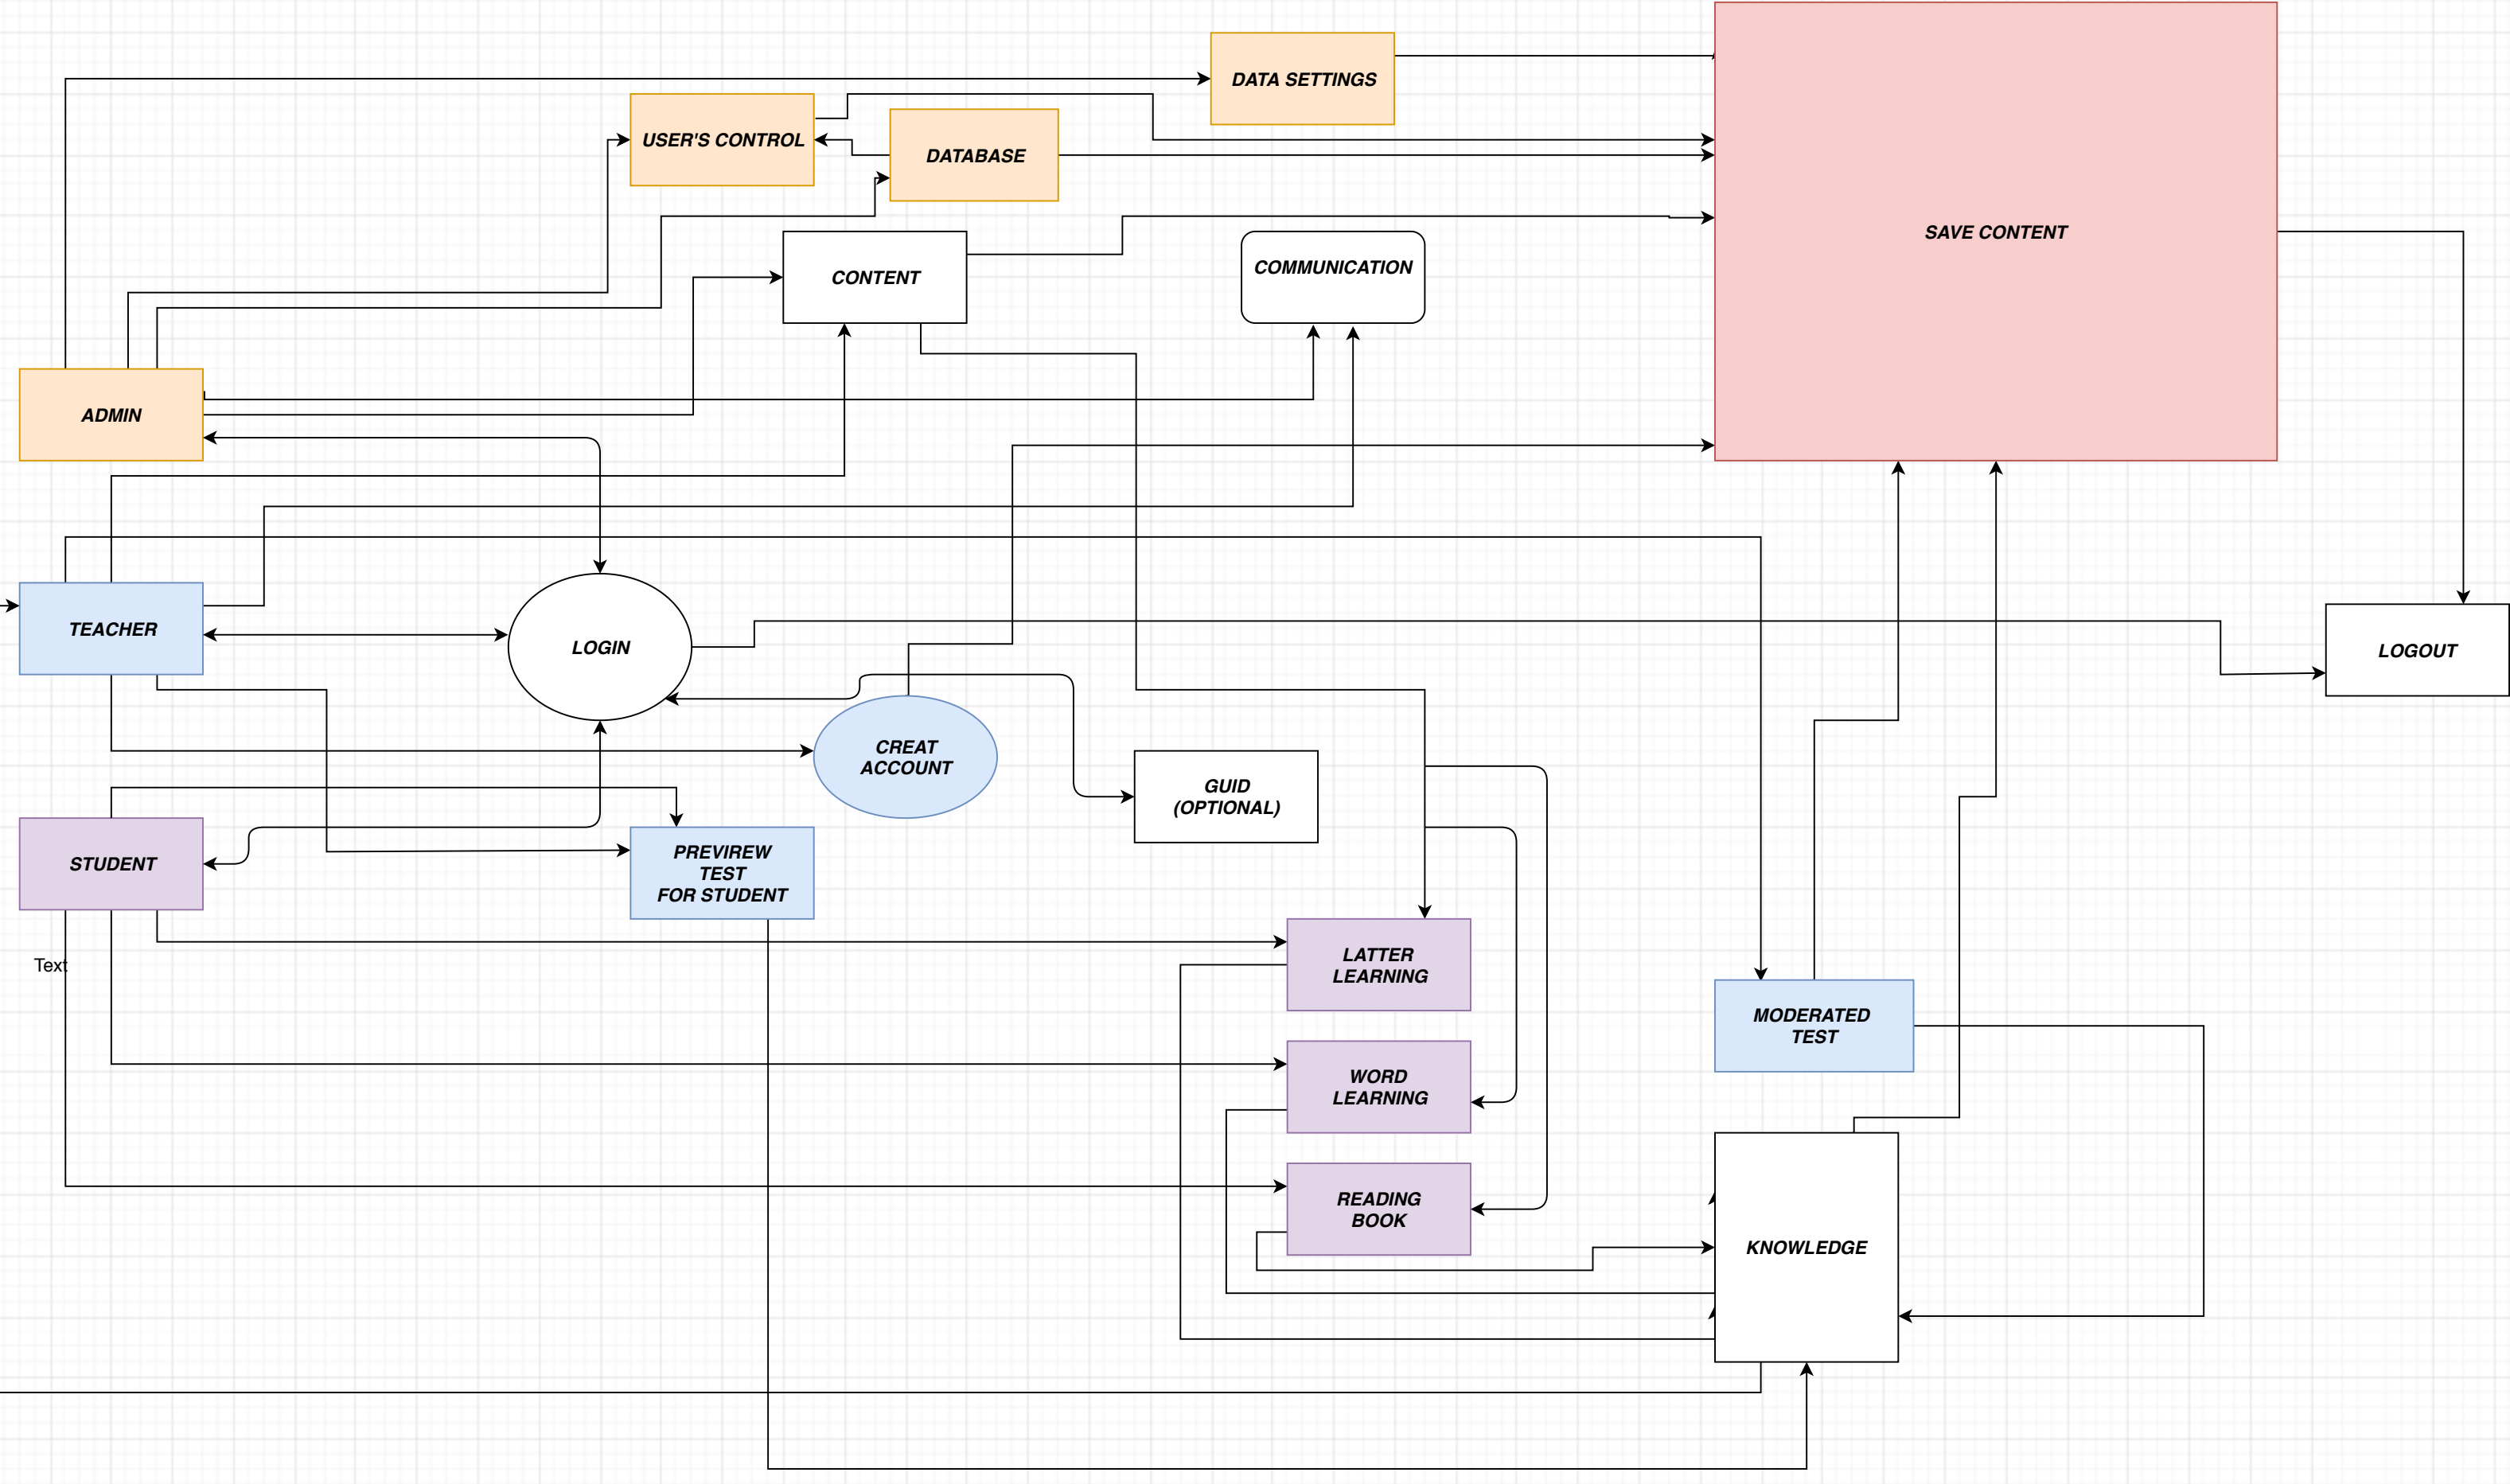 DATA SETTINGS
USER'S CONTROL
DATABASE
SAVE CONTENT
CONTENT
COMMUNICATION
ADMIN
TEACHER
LOGIN
LOGOUT
CREAT
ACCOUNT
GUID
(OPTIONAL)
STUDENT
PREVIREW
TEST
FOR STUDENT
Text
LATTER
LEARNING
MODERATED
TEST
WORD
LEARNING
READING
BOOK
KNOWLEDGE